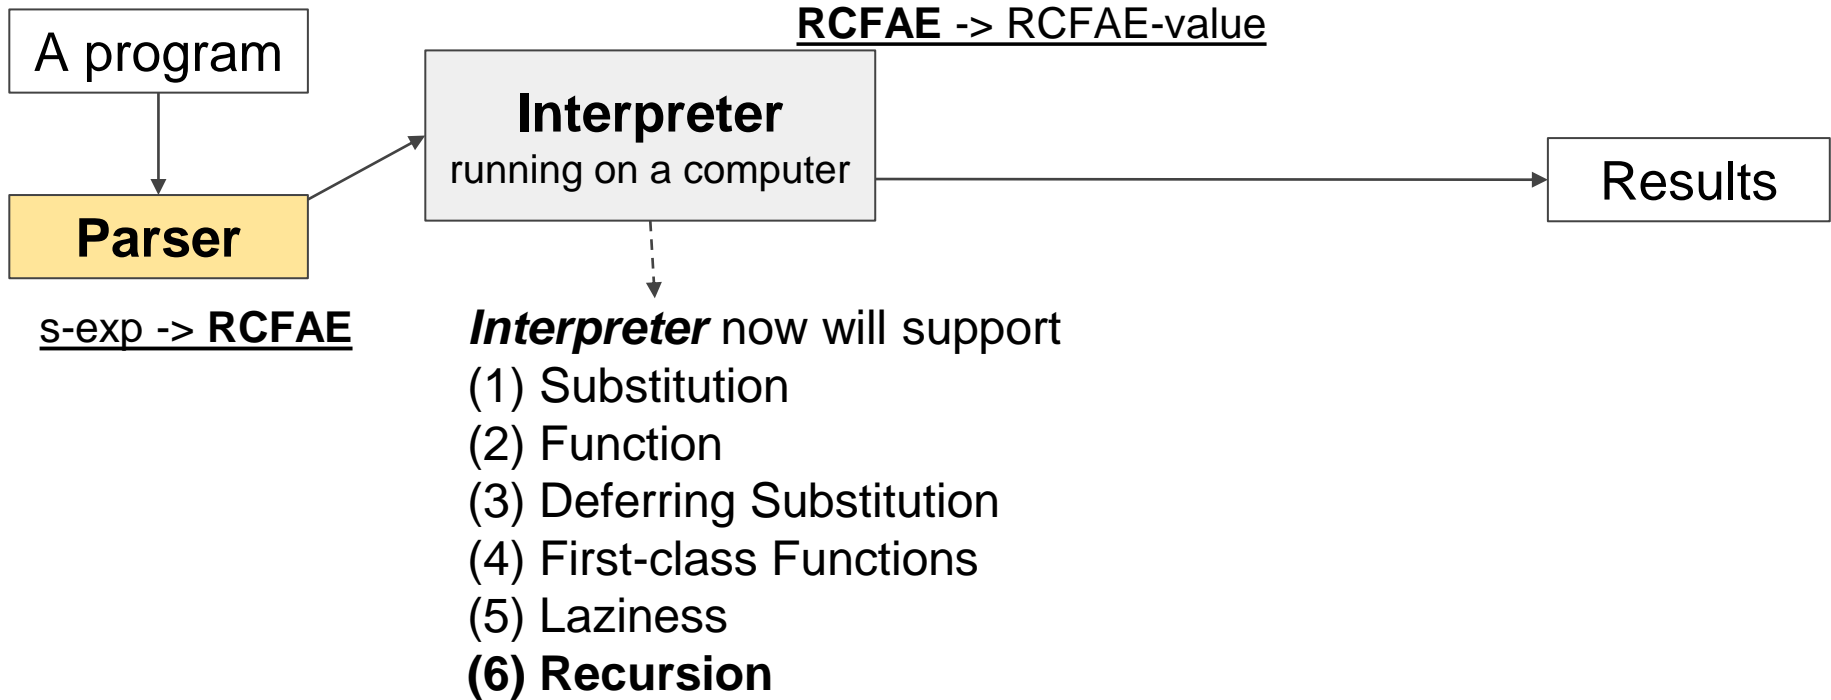 RCFAE -> RCFAE-value
A program
Interpreter
running on a computer
Results
Parser
s-exp -> RCFAE
Interpreter now will support
(1) Substitution
(2) Function
(3) Deferring Substitution
(4) First-class Functions
(5) Laziness
(6) Recursion